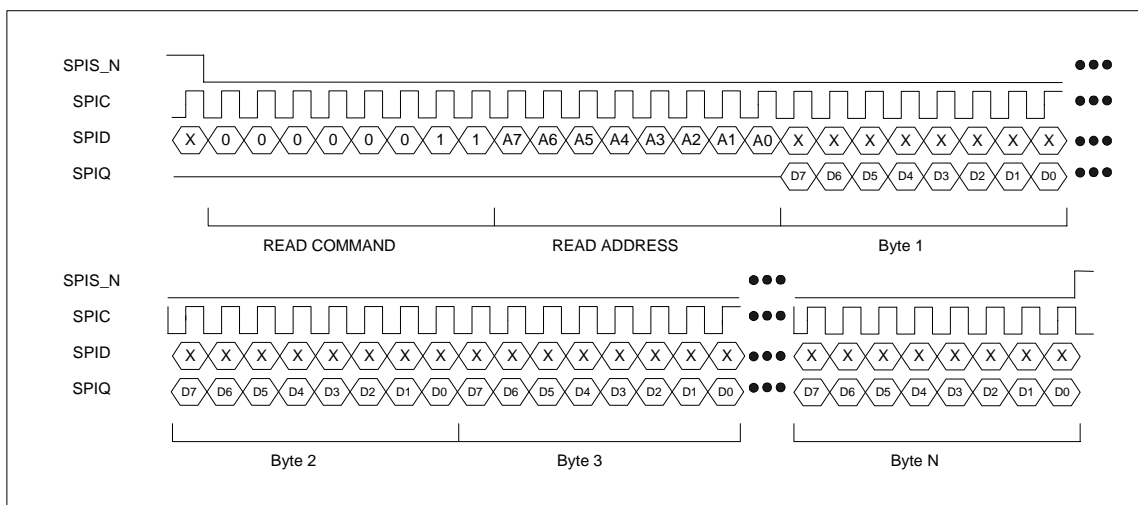 SPIS_N
SPIC
SPID X 0 0 0 0 0 0 1 1 A7 A6 A5 A4 A3 A2 A1 A0 X X X X X X X X
SPIQ D7 D6 D5 D4 D3 D2 D1 D0
READ COMMAND READ ADDRESS Byte 1
SPIS_N
SPIC
SPID X X X X X X X X X X X X X X X X X X X X X X X X
SPIQ D7 D6 D5 D4 D3 D2 D1 D0 D7 D6 D5 D4 D3 D2 D1 D0 D7 D6 D5 D4 D3 D2 D1 D0
Byte 2 Byte 3 Byte N